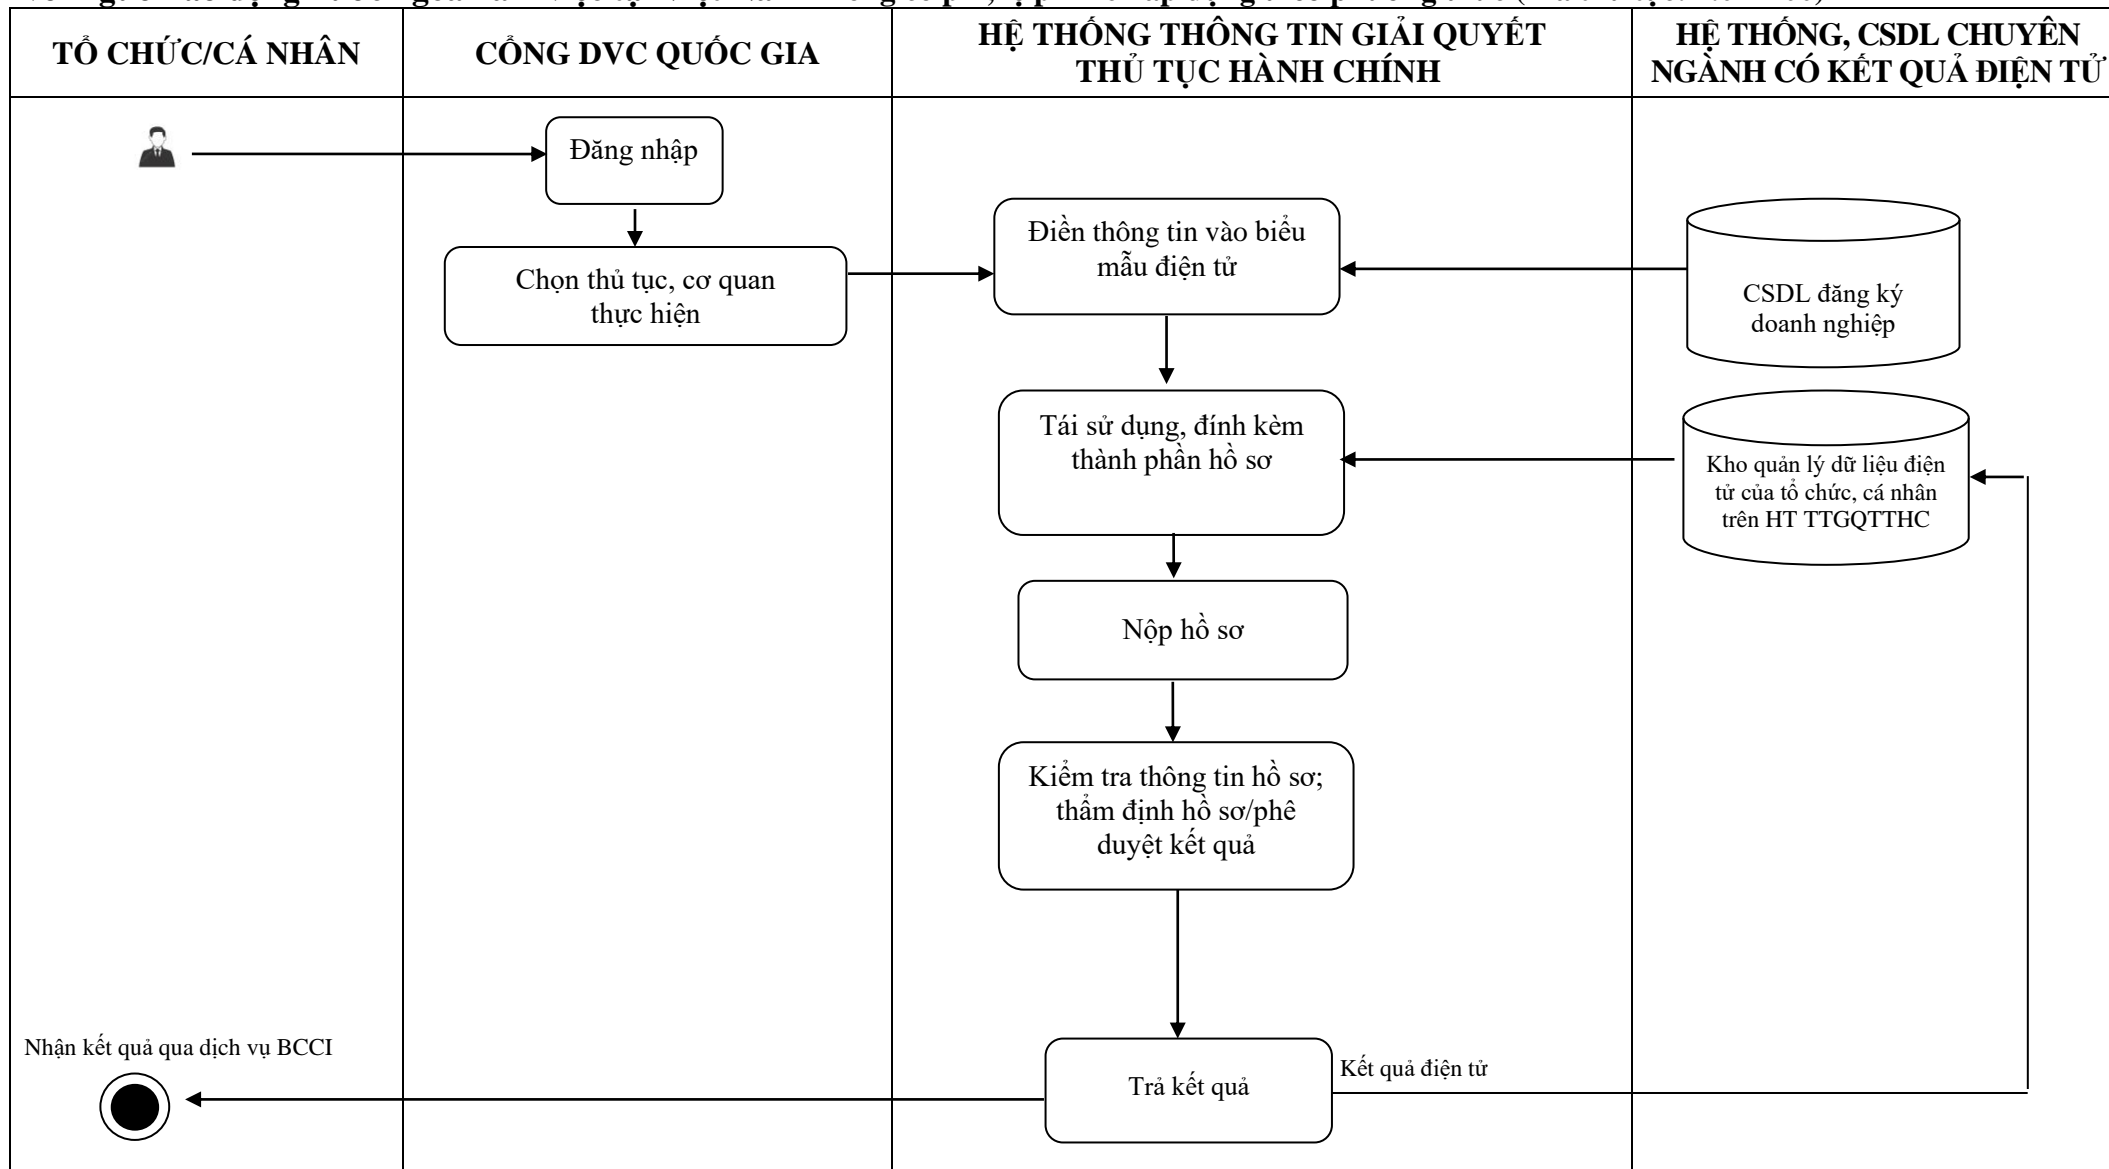 TỔ CHỨC/CÁ NHÂN
CỔNG DVC QUỐC GIA
HỆ THỐNG THÔNG TIN GIẢI QUYẾT
THỦ TỤC HÀNH CHÍNH
HỆ THỐNG, CSDL CHUYÊN
NGÀNH CÓ KẾT QUẢ ĐIỆN TỬ
Đăng nhập
Chọn thủ tục, cơ quan
thực hiện
Điền thông tin vào biểu
mẫu điện tử
CSDL đăng ký
doanh nghiệp
Tái sử dụng, đính kèm
thành phần hồ sơ
Kho quản lý dữ liệu điện
tử của tổ chức, cá nhân
trên HT TTGQTTHC
Nộp hồ sơ
Kiểm tra thông tin hồ sơ;
thẩm định hồ sơ/phê
duyệt kết quả
Nhận kết quả qua dịch vụ BCCI
Trả kết quả
Kết quả điện tử